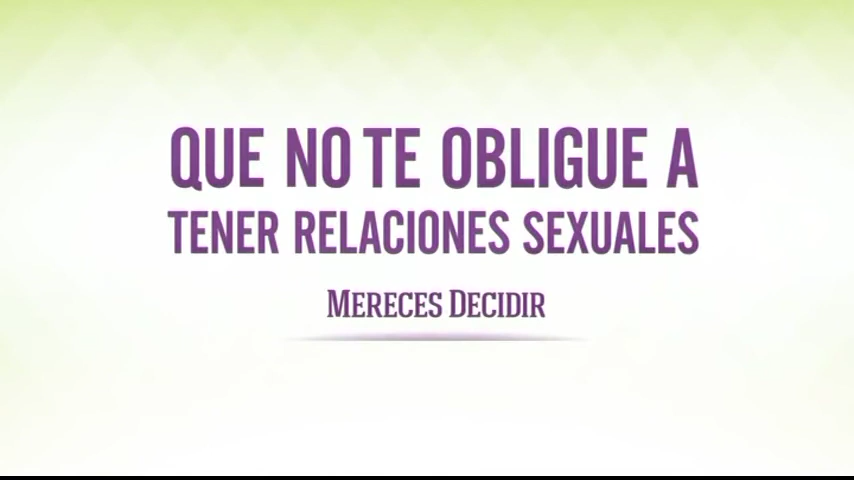 QUE NO TE OBLIGUE A
TENER RELACIONES SEXUALES
MERECES DECIDIR